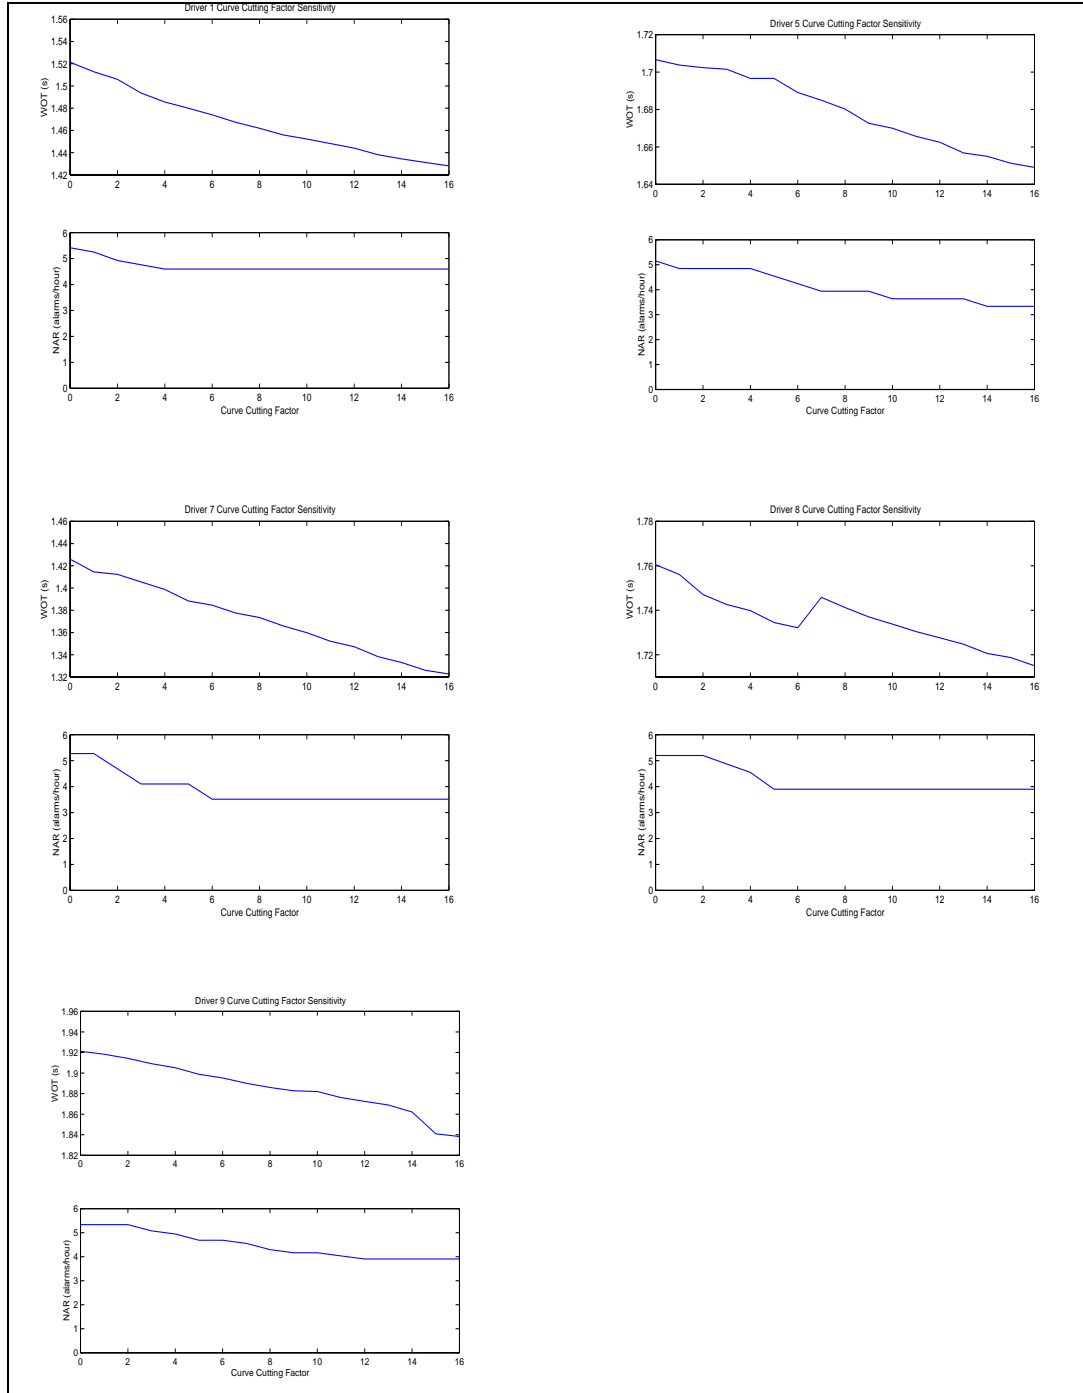 Driver 1 Curve Cutting Factor Sensitivity
1.56
1.54
1.52
1.5
1.48
1.46
1.44
1.42
WOT (s)
0 2 4 6 8 10 12 14 16
6
5
4
3
2
1
0
NAR (alarms/hour)
0 2 4 6 8 10 12 14 16
Curve Cutting Factor
Driver 5 Curve Cutting Factor Sensitivity
1.72
1.7
1.68
1.66
1.64
WOT (s)
0 2 4 6 8 10 12 14 16
6
5
4
3
2
1
0
NAR (alarms/hour)
0 2 4 6 8 10 12 14 16
Curve Cutting Factor
Driver 7 Curve Cutting Factor Sensitivity
1.46
1.44
1.42
1.4
1.38
1.36
1.34
1.32
WOT (s)
0 2 4 6 8 10 12 14 16
6
5
4
3
2
1
0
NAR (alarms/hour)
0 2 4 6 8 10 12 14 16
Curve Cutting Factor
Driver 8 Curve Cutting Factor Sensitivity
1.78
1.76
1.74
1.72
WOT (s)
0 2 4 6 8 10 12 14 16
6
5
4
3
2
1
0
NAR (alarms/hour)
0 2 4 6 8 10 12 14 16
Curve Cutting Factor
Driver 9 Curve Cutting Factor Sensitivity
1.96
1.94
1.92
1.9
1.88
1.86
1.84
1.82
WOT (s)
0 2 4 6 8 10 12 14 16
6
5
4
3
2
1
0
NAR (alarms/hour)
0 2 4 6 8 10 12 14 16
Curve Cutting Factor